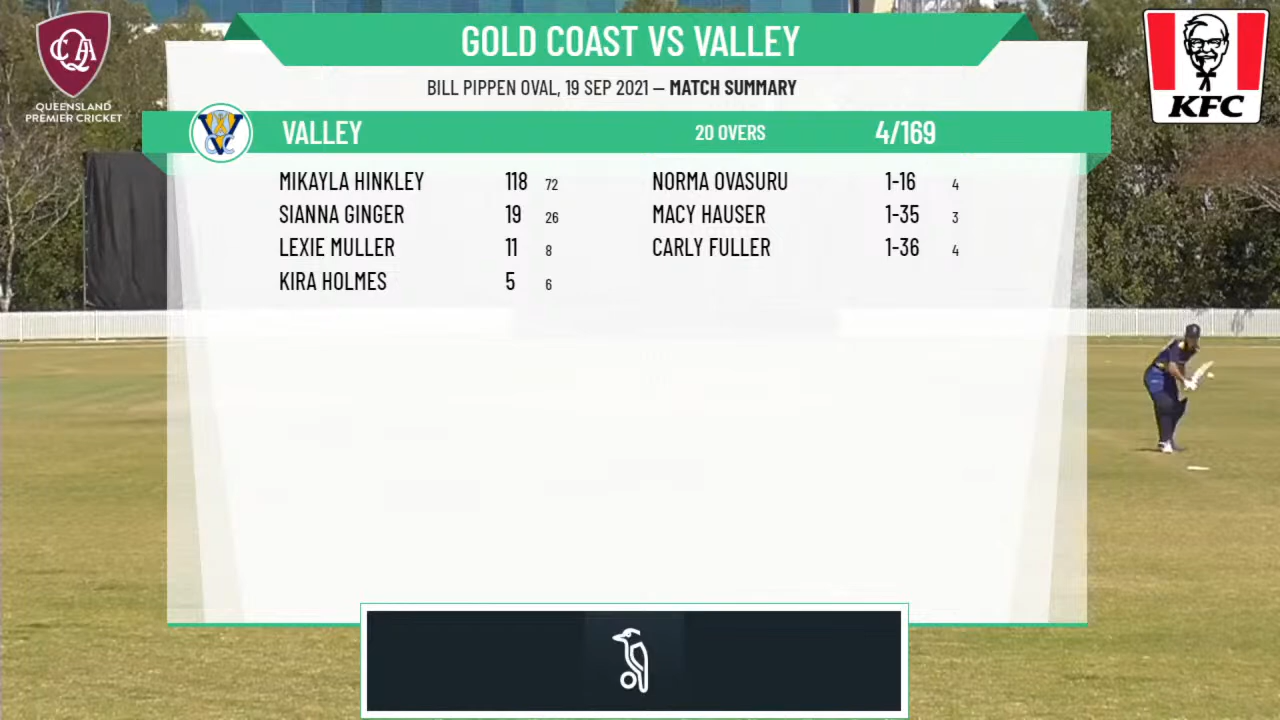 GOLD COAST VS VALLEY
BILL PIPPEN OVAL, 19 SEP 2021 – MATCH SUMMARY
QUEENSLAND
PREMIER CRICKET
KFC
VALLEY 20 OVERS 4/169
MIKAYLA HINKLEY 118 72 NORMA OVASURU 1-16 4
SIANNA GINGER 19 26 MACY HAUSER 1-35 3
LEXIE MULLER 11 8 CARLY FULLER 1-36 4
KIRA HOLMES 5 6